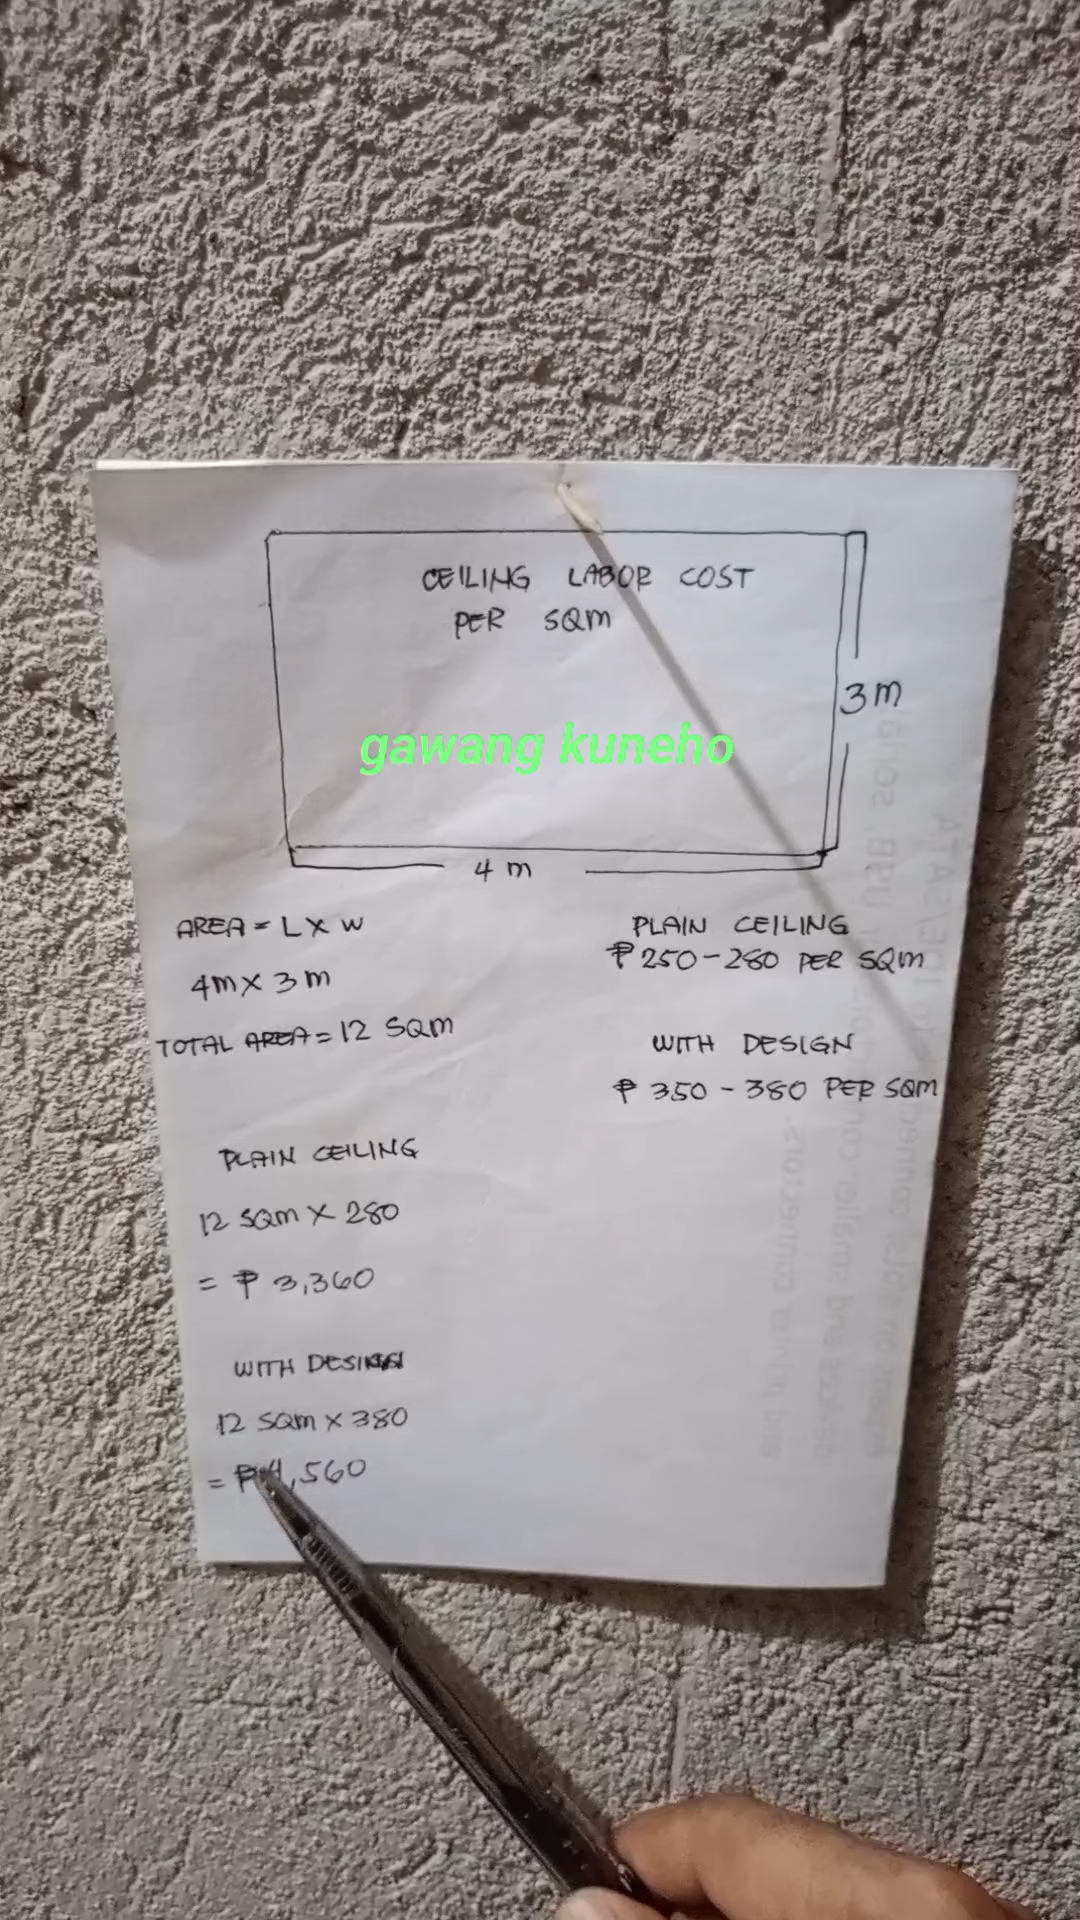 CEILING LABOR COST
PER SQM
gawang kuneho
3 m
4 m
AREA = L X W
4m X 3 m
TOTAL AREA = 12 SQM
PLAIN CEILING
₱ 250 - 280 PER SQM
WITH DESIGN
₱ 350 - 380 PER SQM
PLAIN CEILING
12 SQM X 280
= ₱ 3,360
WITH DESIGN
12 SQM X 380
= ₱ 4,560